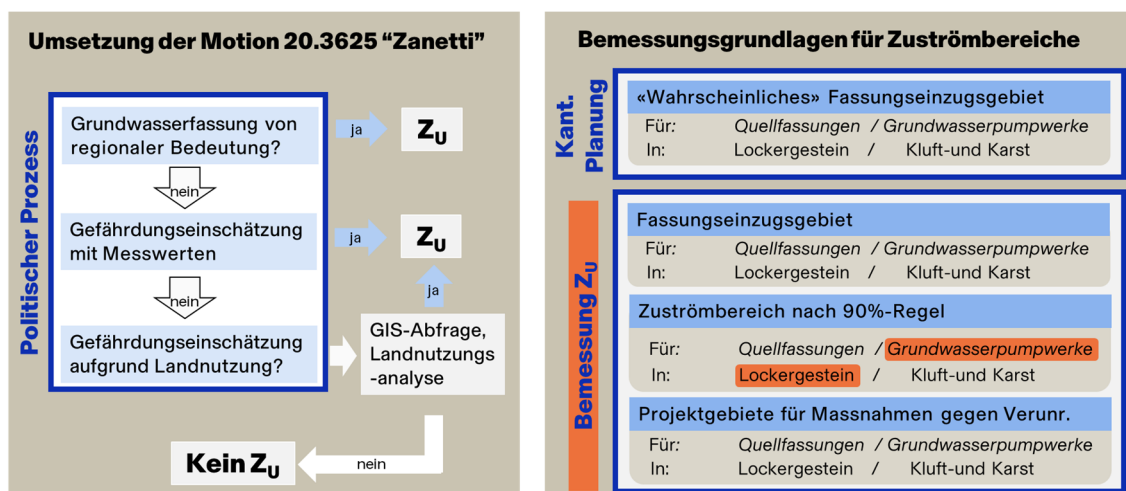 Umsetzung der Motion 20.3625 “Zanetti”
Politischer Prozess
Grundwasserfassung von
regionaler Bedeutung?
ja
ZU
nein
Gefährdungseinschätzung
mit Messwerten
ja
ZU
nein
ja
Gefährdungseinschätzung
aufgrund Landnutzung?
GIS-Abfrage,
Landnutzungs
-analyse
nein
Kein ZU
Bemessungsgrundlagen für Zuströmbereiche
Kant.
Planung
«Wahrscheinliches» Fassungseinzugsgebiet
Für: Quellfassungen / Grundwasserpumpwerke
In: Lockergestein / Kluft-und Karst
Bemessung ZU
Fassungseinzugsgebiet
Für: Quellfassungen / Grundwasserpumpwerke
In: Lockergestein / Kluft-und Karst
Zuströmbereich nach 90%-Regel
Für: Quellfassungen / Grundwasserpumpwerke
In: Lockergestein / Kluft-und Karst
Projektgebiete für Massnahmen gegen Verunr.
Für: Quellfassungen / Grundwasserpumpwerke
In: Lockergestein / Kluft-und Karst